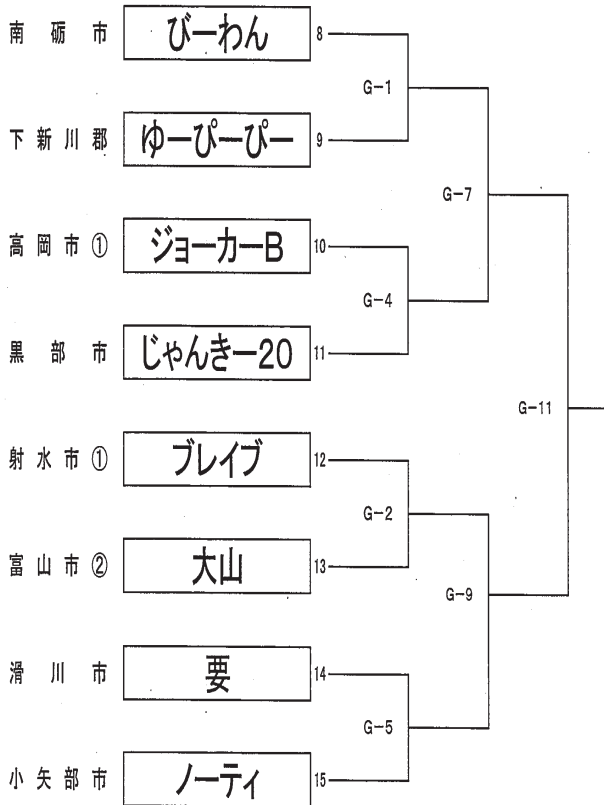 南砺市 びーわん 8
G-1
下新川郡 ゆーぴーぴー 9
G-7
高岡市① ジョーカーB 10
G-4
黒部市 じゃんきー20 11
G-11
射水市① ブレイブ 12
G-2
富山市② 大山 13
G-9
滑川市 要 14
G-5
小矢部市 ノーティ 15